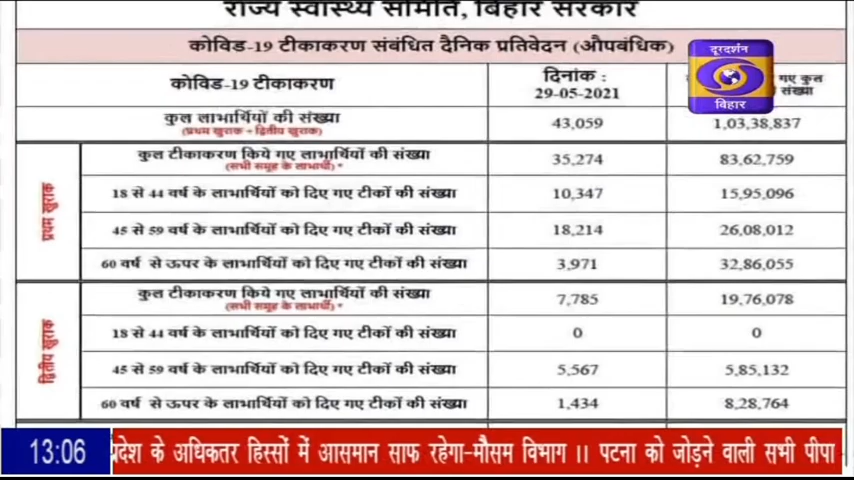 राज्य स्वास्थ्य समिति, बिहार सरकार
कोविड-19 टीकाकरण संबंधित दैनिक प्रतिवेदन (औपबंधिक)
दूरदर्शन
बिहार
कोविड-19 टीकाकरण
दिनांक :
29-05-2021
गए कुल
संख्या
कुल लाभार्थियों की संख्या
(प्रथम खुराक + द्वितीय खुराक)
43,059
1,03,38,837
प्रथम खुराक
कुल टीकाकरण किये गए लाभार्थियों की संख्या
(सभी समूह के लाभार्थी) *
35,274
83,62,759
18 से 44 वर्ष के लाभार्थियों को दिए गए टीकों की संख्या
10,347
15,95,096
45 से 59 वर्ष के लाभार्थियों को दिए गए टीकों की संख्या
18,214
26,08,012
60 वर्ष से ऊपर के लाभार्थियों को दिए गए टीकों की संख्या
3,971
32,86,055
द्वितीय खुराक
कुल टीकाकरण किये गए लाभार्थियों की संख्या
(सभी समूह के लाभार्थी) *
7,785
19,76,078
18 से 44 वर्ष के लाभार्थियों को दिए गए टीकों की संख्या
0
0
45 से 59 वर्ष के लाभार्थियों को दिए गए टीकों की संख्या
5,567
5,85,132
60 वर्ष से ऊपर के लाभार्थियों को दिए गए टीकों की संख्या
1,434
8,28,764
13:06
प्रदेश के अधिकतर हिस्सों में आसमान साफ रहेगा-मौसम विभाग ।। पटना को जोड़ने वाली सभी पीपा